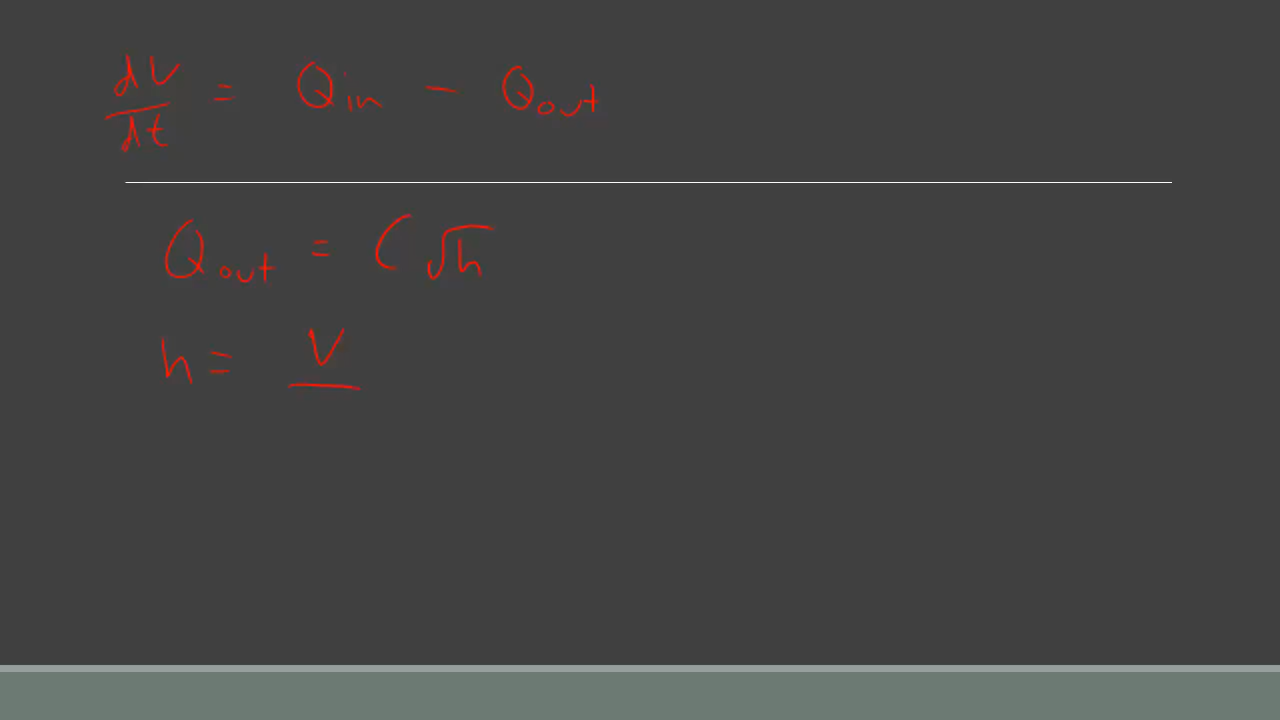 dV/dt = Qin - Qout
Qout = C√h
h = V/